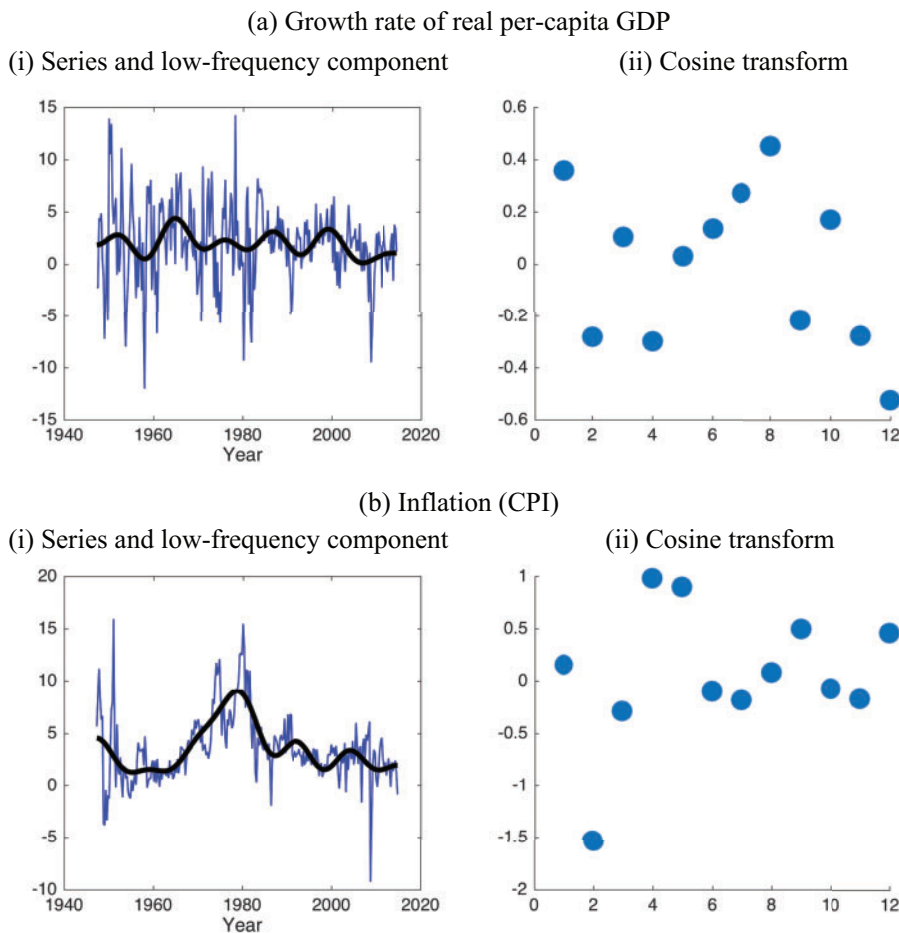 (a) Growth rate of real per-capita GDP
(i) Series and low-frequency component (ii) Cosine transform
15
10
5
0
-5
-10
-15
1940 1960 1980 2000 2020
Year
0.6
0.4
0.2
0
-0.2
-0.4
-0.6
0 2 4 6 8 10 12
(b) Inflation (CPI)
(i) Series and low-frequency component (ii) Cosine transform
20
15
10
5
0
-5
-10
1940 1960 1980 2000 2020
Year
1
0.5
0
-0.5
-1
-1.5
-2
0 2 4 6 8 10 12